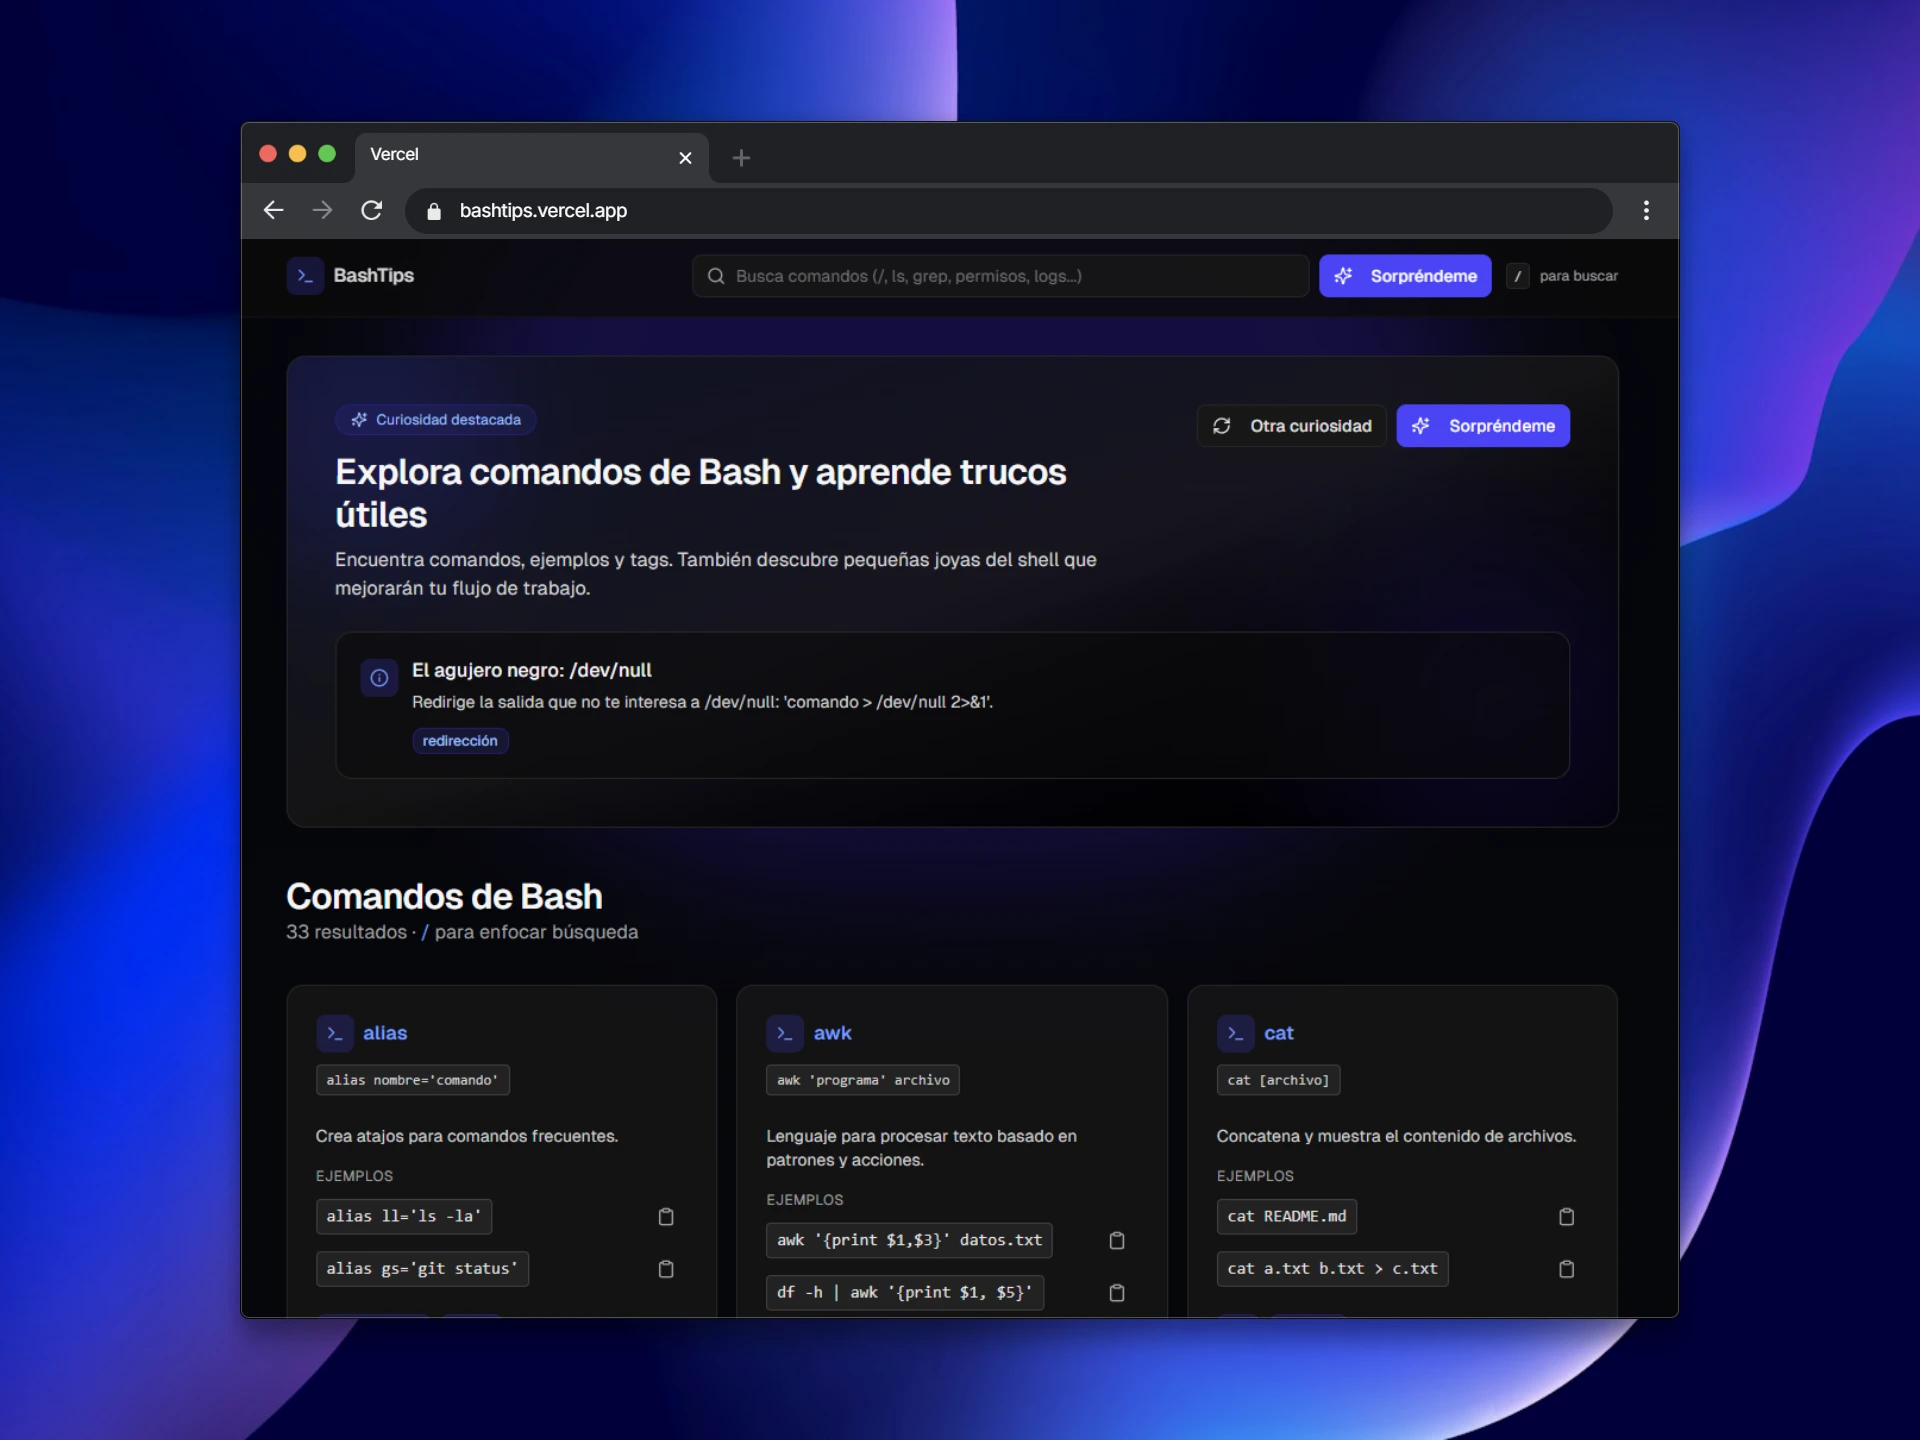 Vercel
bashtips.vercel.app
BashTips
Busca comandos (/, ls, grep, permisos, logs...)
Sorpréndeme
/ para buscar
Curiosidad destacada
Otra curiosidad
Sorpréndeme
Explora comandos de Bash y aprende trucos
útiles
Encuentra comandos, ejemplos y tags. También descubre pequeñas joyas del shell que
mejorarán tu flujo de trabajo.
El agujero negro: /dev/null
Redirige la salida que no te interesa a /dev/null: 'comando > /dev/null 2>&1'.
redirección
Comandos de Bash
33 resultados · / para enfocar búsqueda
>_ alias
alias nombre='comando'
Crea atajos para comandos frecuentes.
EJEMPLOS
alias ll='ls -la'
alias gs='git status'
>_ awk
awk 'programa' archivo
Lenguaje para procesar texto basado en
patrones y acciones.
EJEMPLOS
awk '{print $1,$3}' datos.txt
df -h | awk '{print $1, $5}'
>_ cat
cat [archivo]
Concatena y muestra el contenido de archivos.
EJEMPLOS
cat README.md
cat a.txt b.txt > c.txt